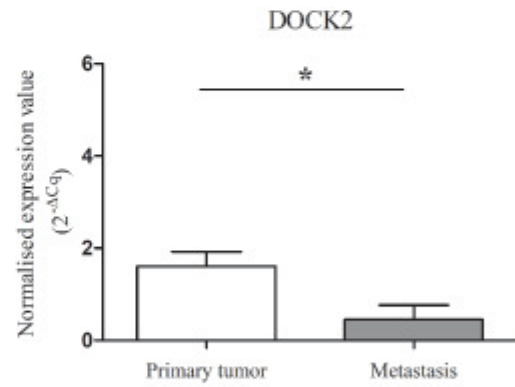 DOCK2
Normalised expression value
(2^-ΔCq)
6
*
4
2
0
Primary tumor Metastasis